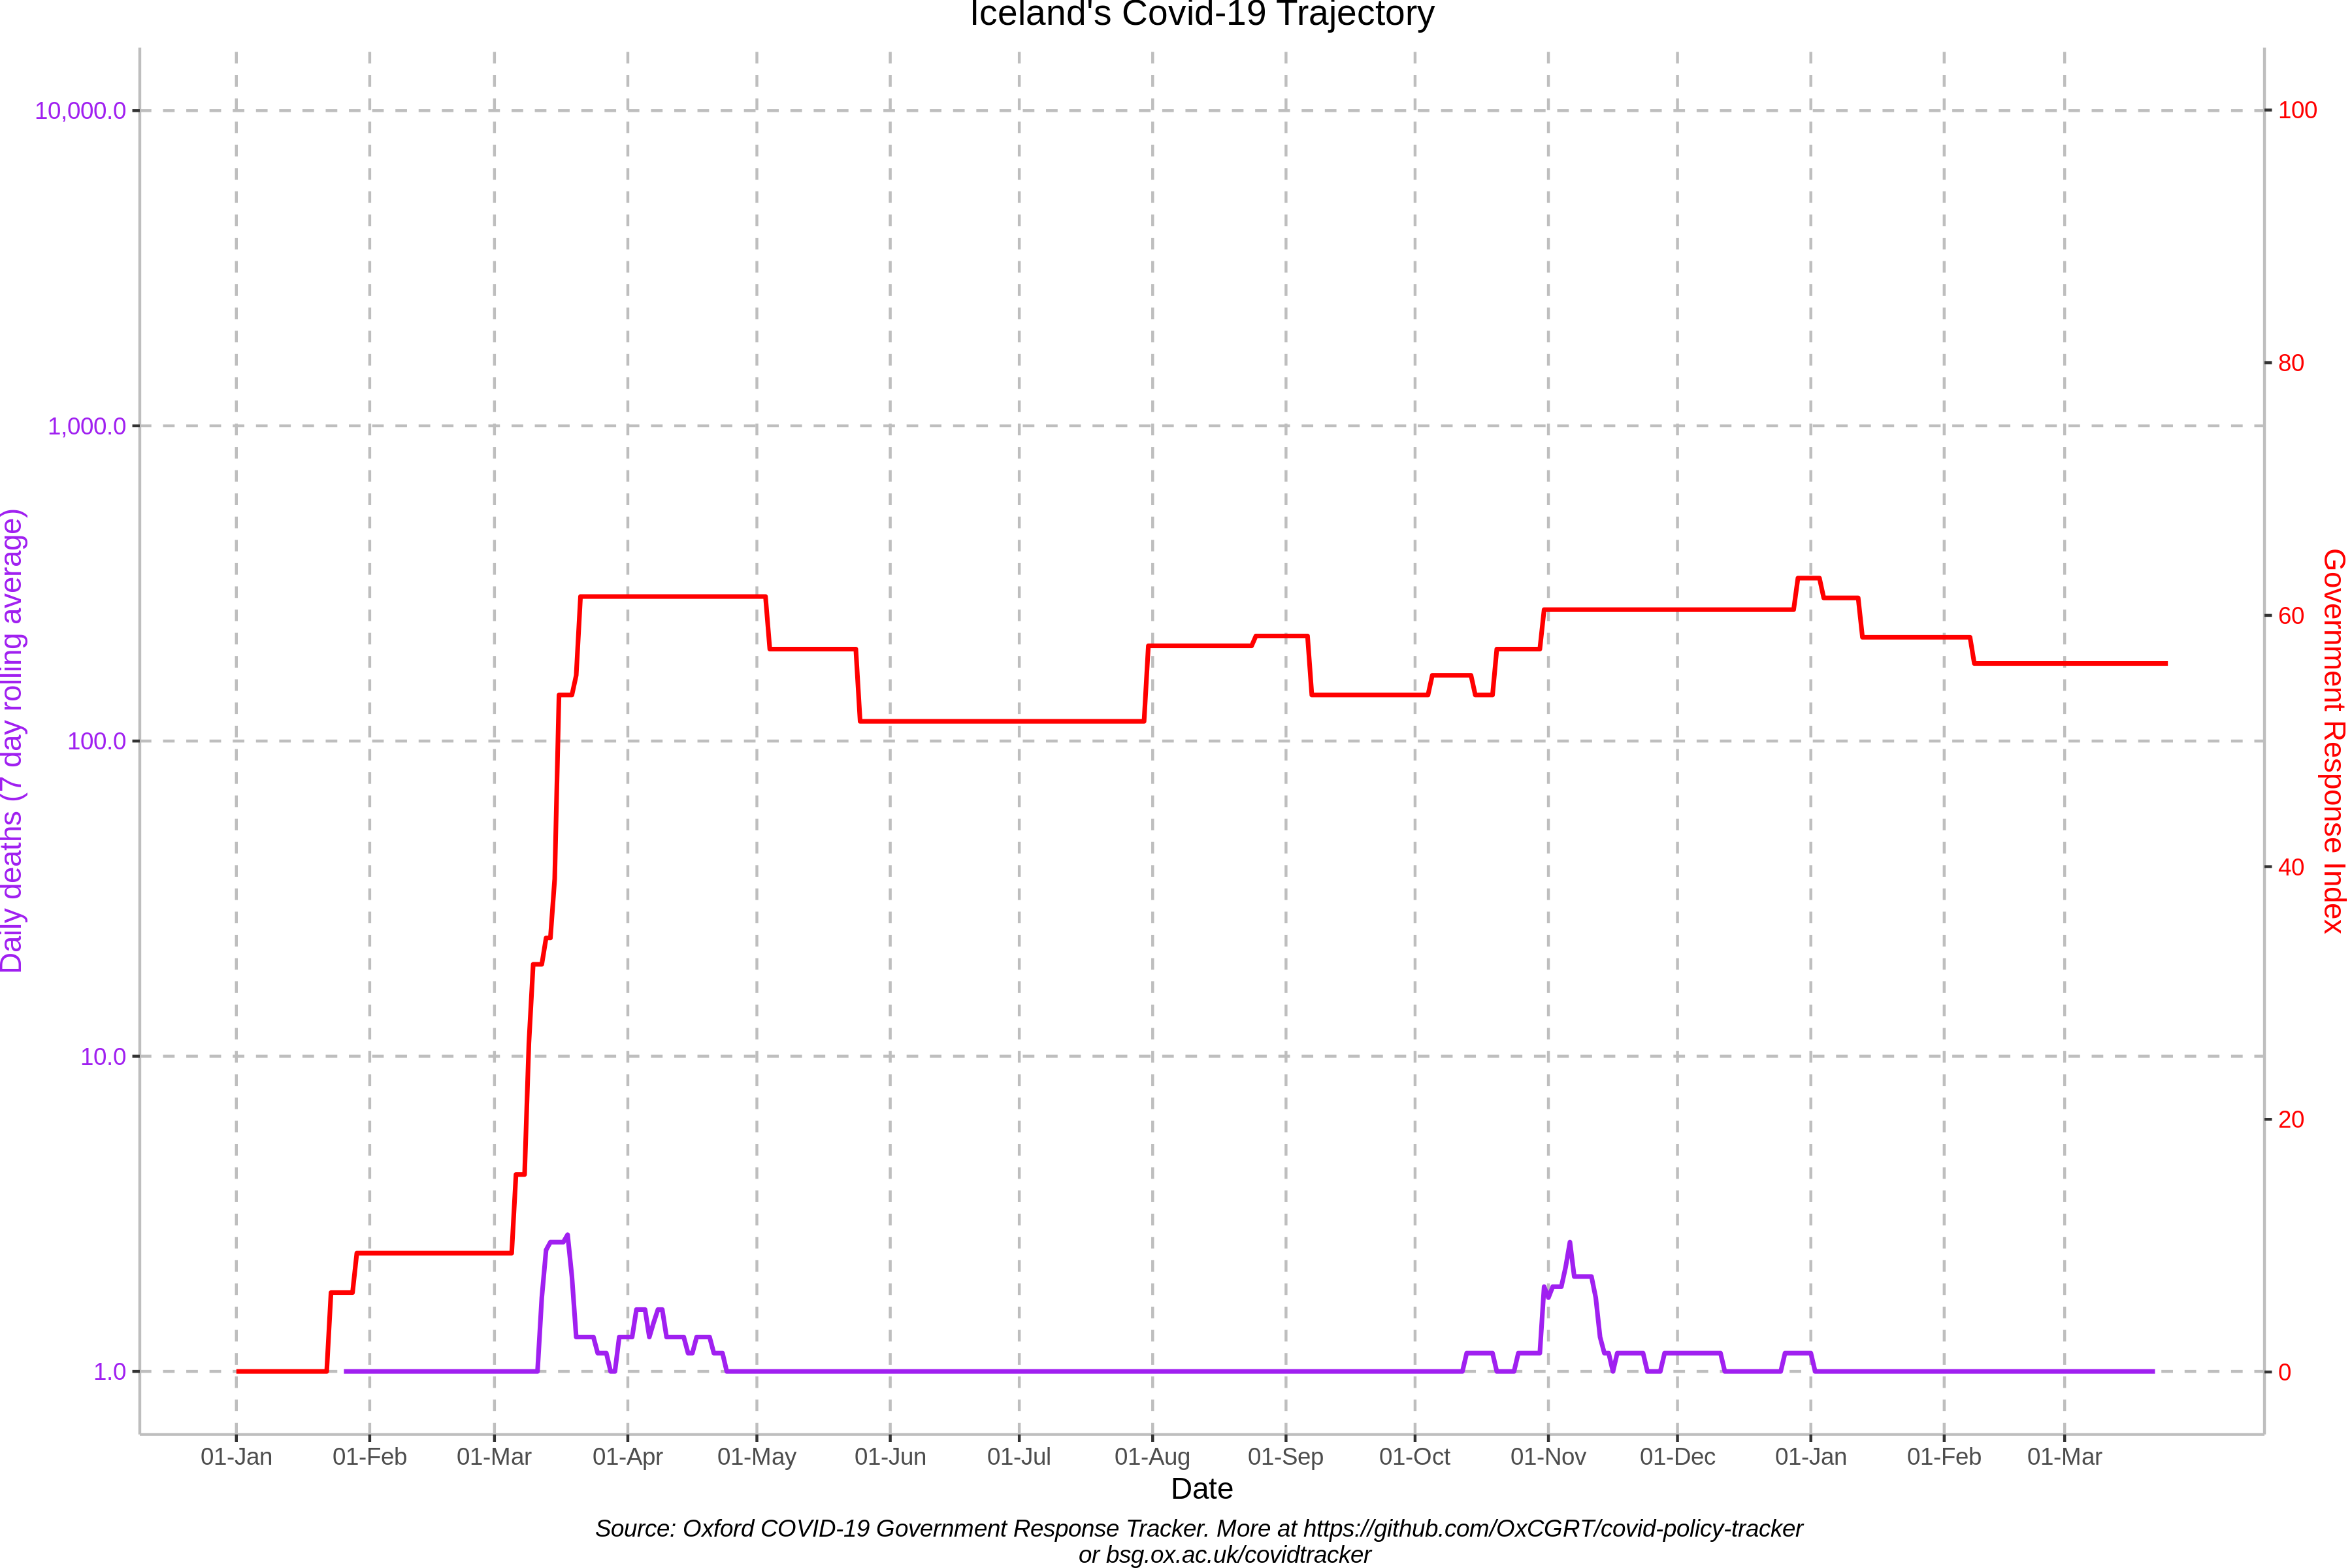 Iceland's Covid-19 Trajectory
10,000.0
1,000.0
100.0
10.0
1.0
Daily deaths (7 day rolling average)
100
80
60
40
20
0
Government Response Index
01-Jan 01-Feb 01-Mar 01-Apr 01-May 01-Jun 01-Jul 01-Aug 01-Sep 01-Oct 01-Nov 01-Dec 01-Jan 01-Feb 01-Mar
Date
Source: Oxford COVID-19 Government Response Tracker. More at https://github.com/OxCGRT/covid-policy-tracker
or bsg.ox.ac.uk/covidtracker